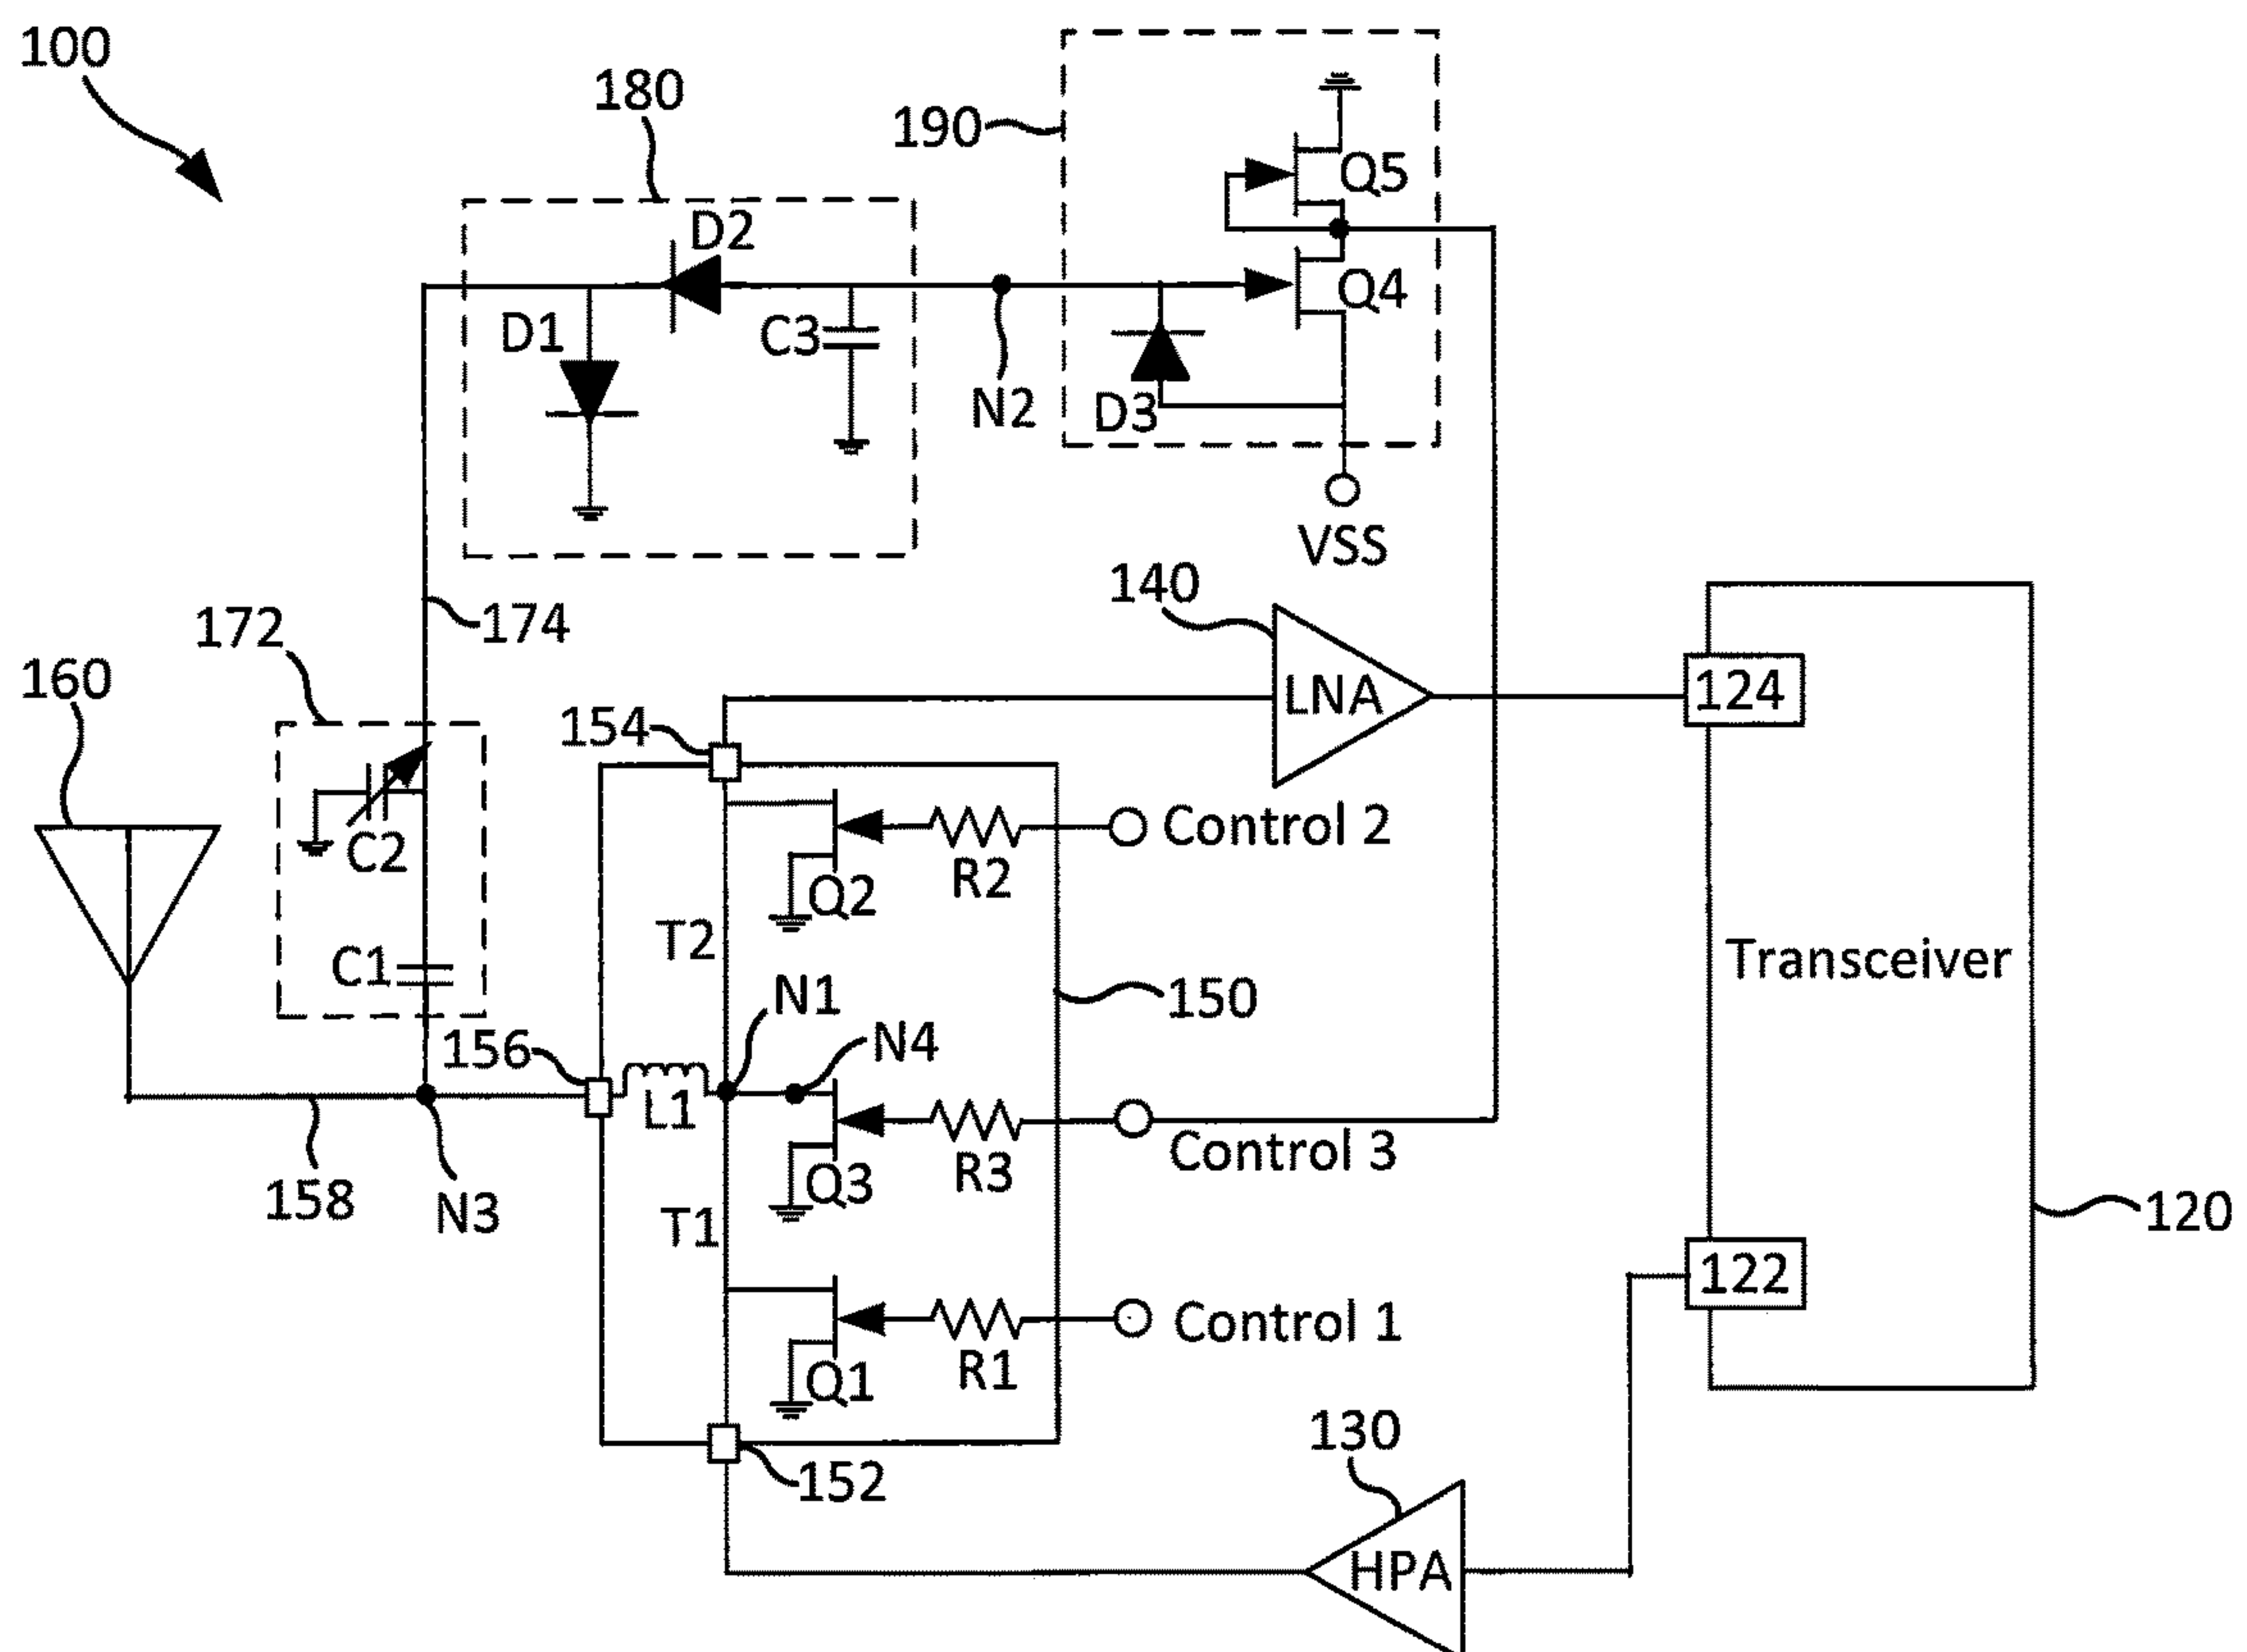 100
180
190
Q5
D2
Q4
D1
C3
N2
D3
VSS
140
172
174
160
LNA
124
154
Control 2
C2
Q2
R2
T2
Transceiver
C1
N1
150
N4
156
L1
Control 3
Q3
R3
158
N3
T1
120
122
Control 1
Q1
R1
130
152
HPA